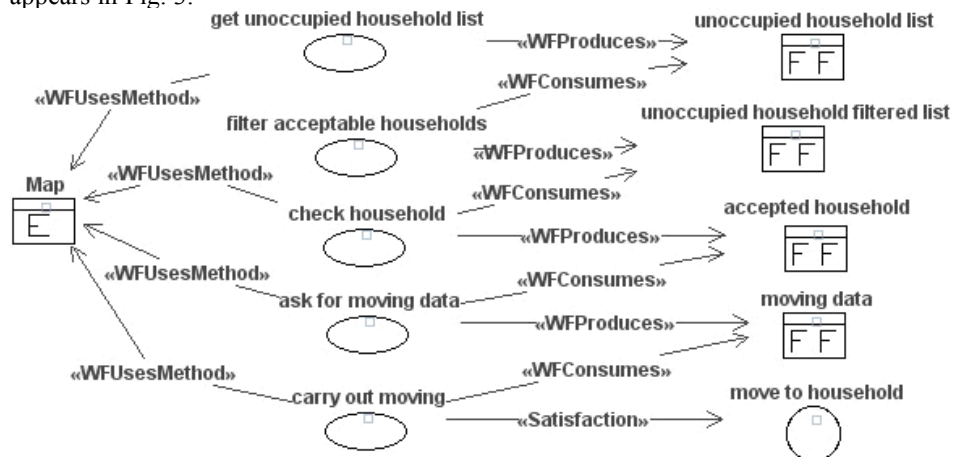 appears in Fig. 3.
get unoccupied household list
unoccupied household list
«WFProduces»
F F
«WFConsumes»
«WFUsesMethod»
filter acceptable households
unoccupied household filtered list
«WFProduces»
F F
«WFUsesMethod»
«WFConsumes»
Map
E
check household
accepted household
«WFProduces»
F F
«WFUsesMethod»
«WFConsumes»
ask for moving data
moving data
«WFProduces»
F F
«WFUsesMethod»
«WFConsumes»
carry out moving
move to household
«Satisfaction»